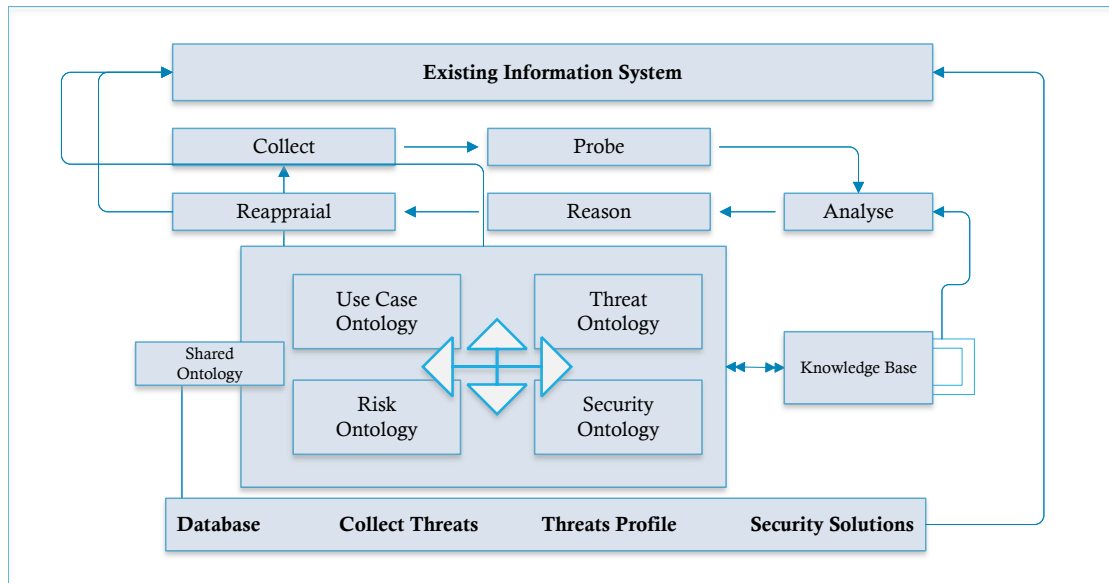 Existing Information System
Collect
Probe
Reappraial
Reason
Analyse
Use Case
Ontology
Threat
Ontology
Shared
Ontology
Knowledge Base
Risk
Ontology
Security
Ontology
Database Collect Threats Threats Profile Security Solutions